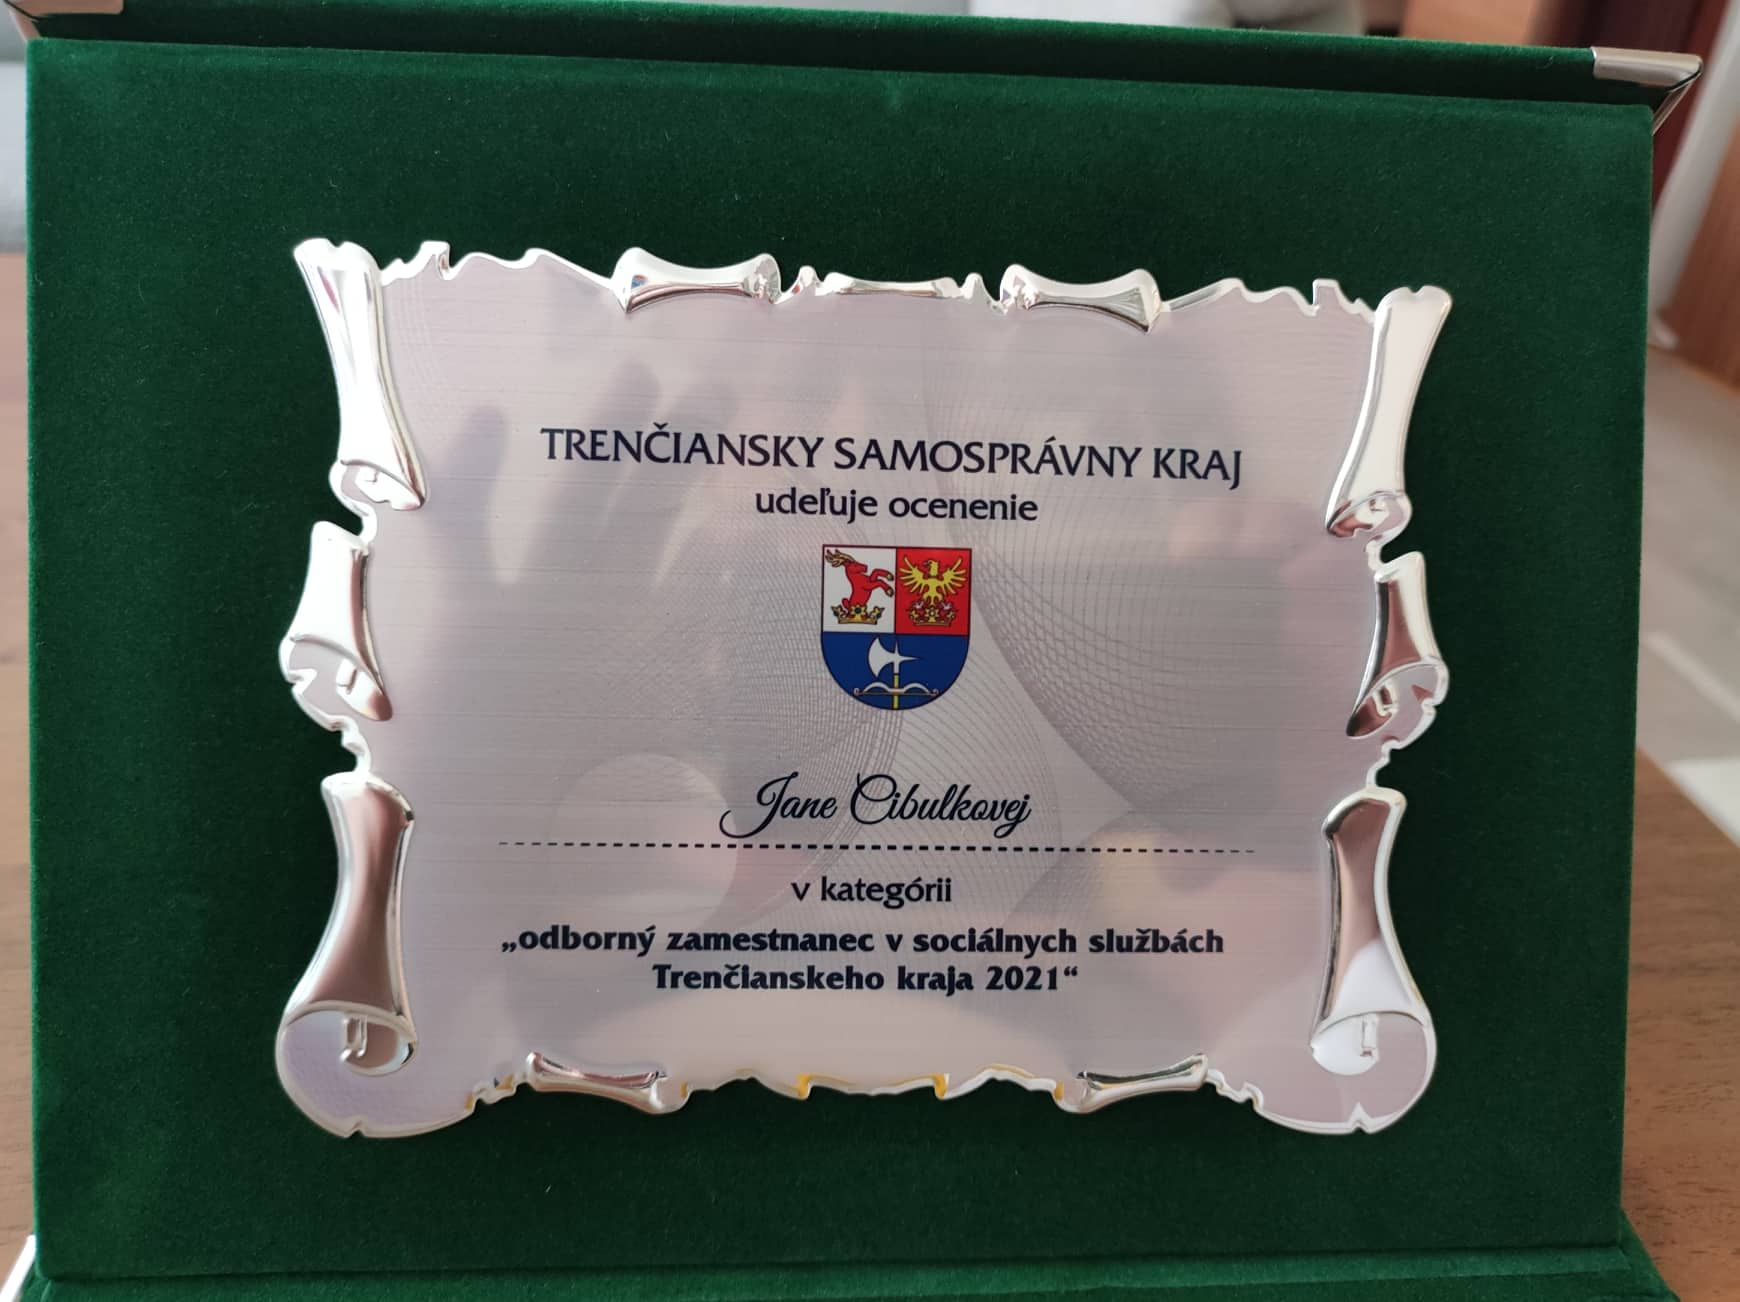 TRENČIANSKY SAMOSPRÁVNY KRAJ
udeľuje ocenenie
Jane Cibulkovej
v kategórii
„odborný zamestnanec v sociálnych službách
Trenčianskeho kraja 2021“